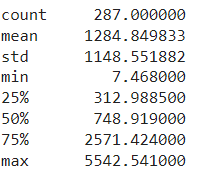 count 287.000000
mean 1284.849833
std 1148.551882
min 7.468000
25% 312.988500
50% 748.919000
75% 2571.424000
max 5542.541000